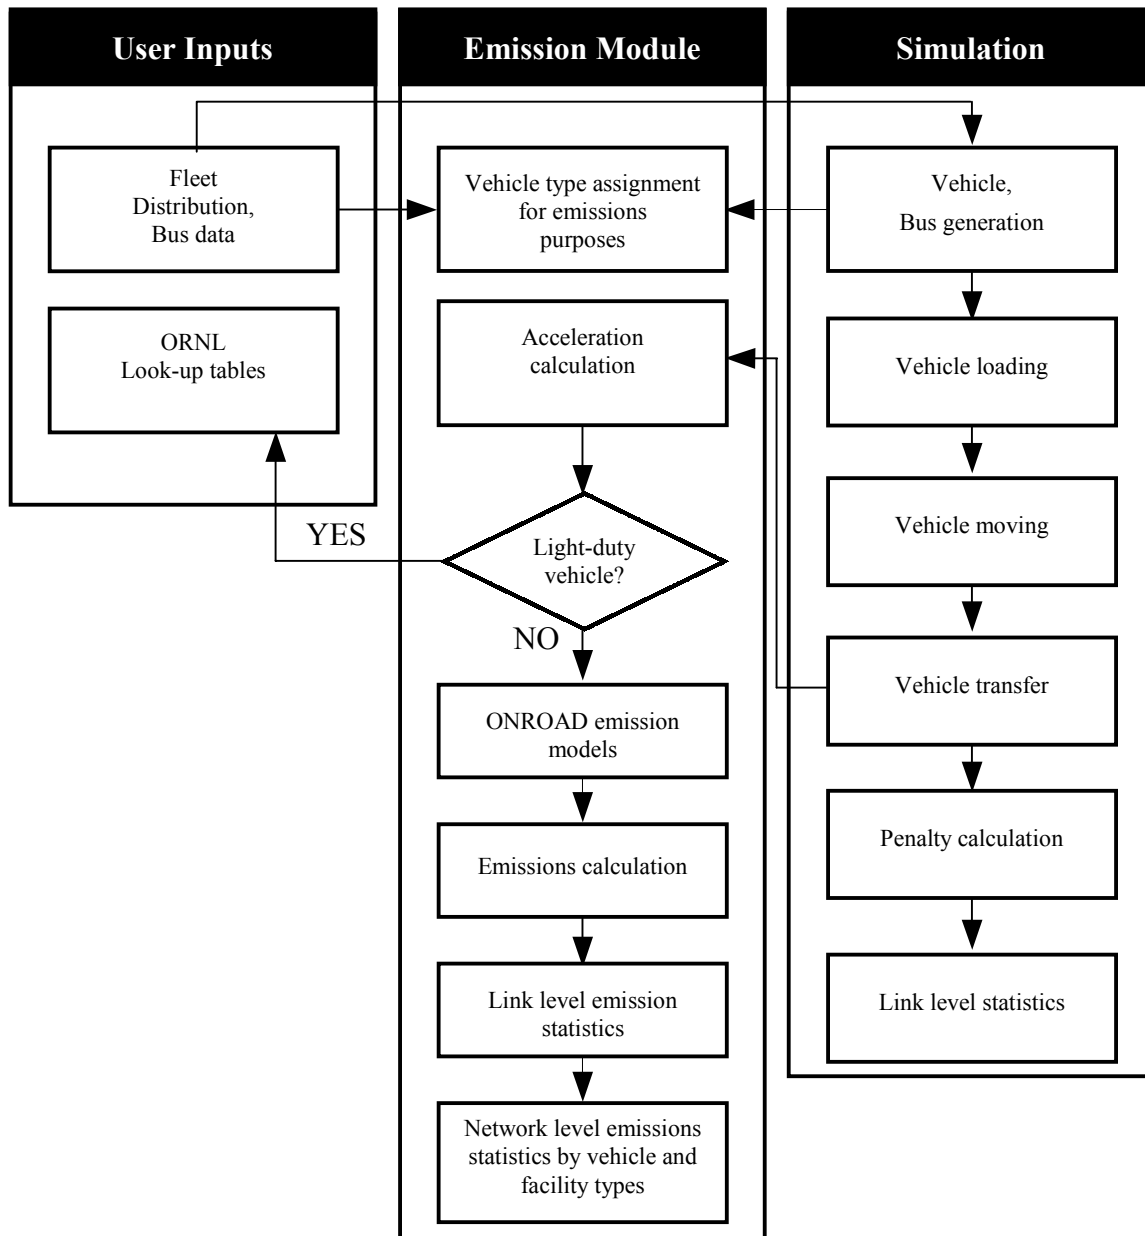 User Inputs
Fleet
Distribution,
Bus data
ORNL
Look-up tables
YES
Emission Module
Vehicle type assignment
for emissions
purposes
Acceleration
calculation
Light-duty
vehicle?
NO
ONROAD emission
models
Emissions calculation
Link level emission
statistics
Network level emissions
statistics by vehicle and
facility types
Simulation
Vehicle,
Bus generation
Vehicle loading
Vehicle moving
Vehicle transfer
Penalty calculation
Link level statistics